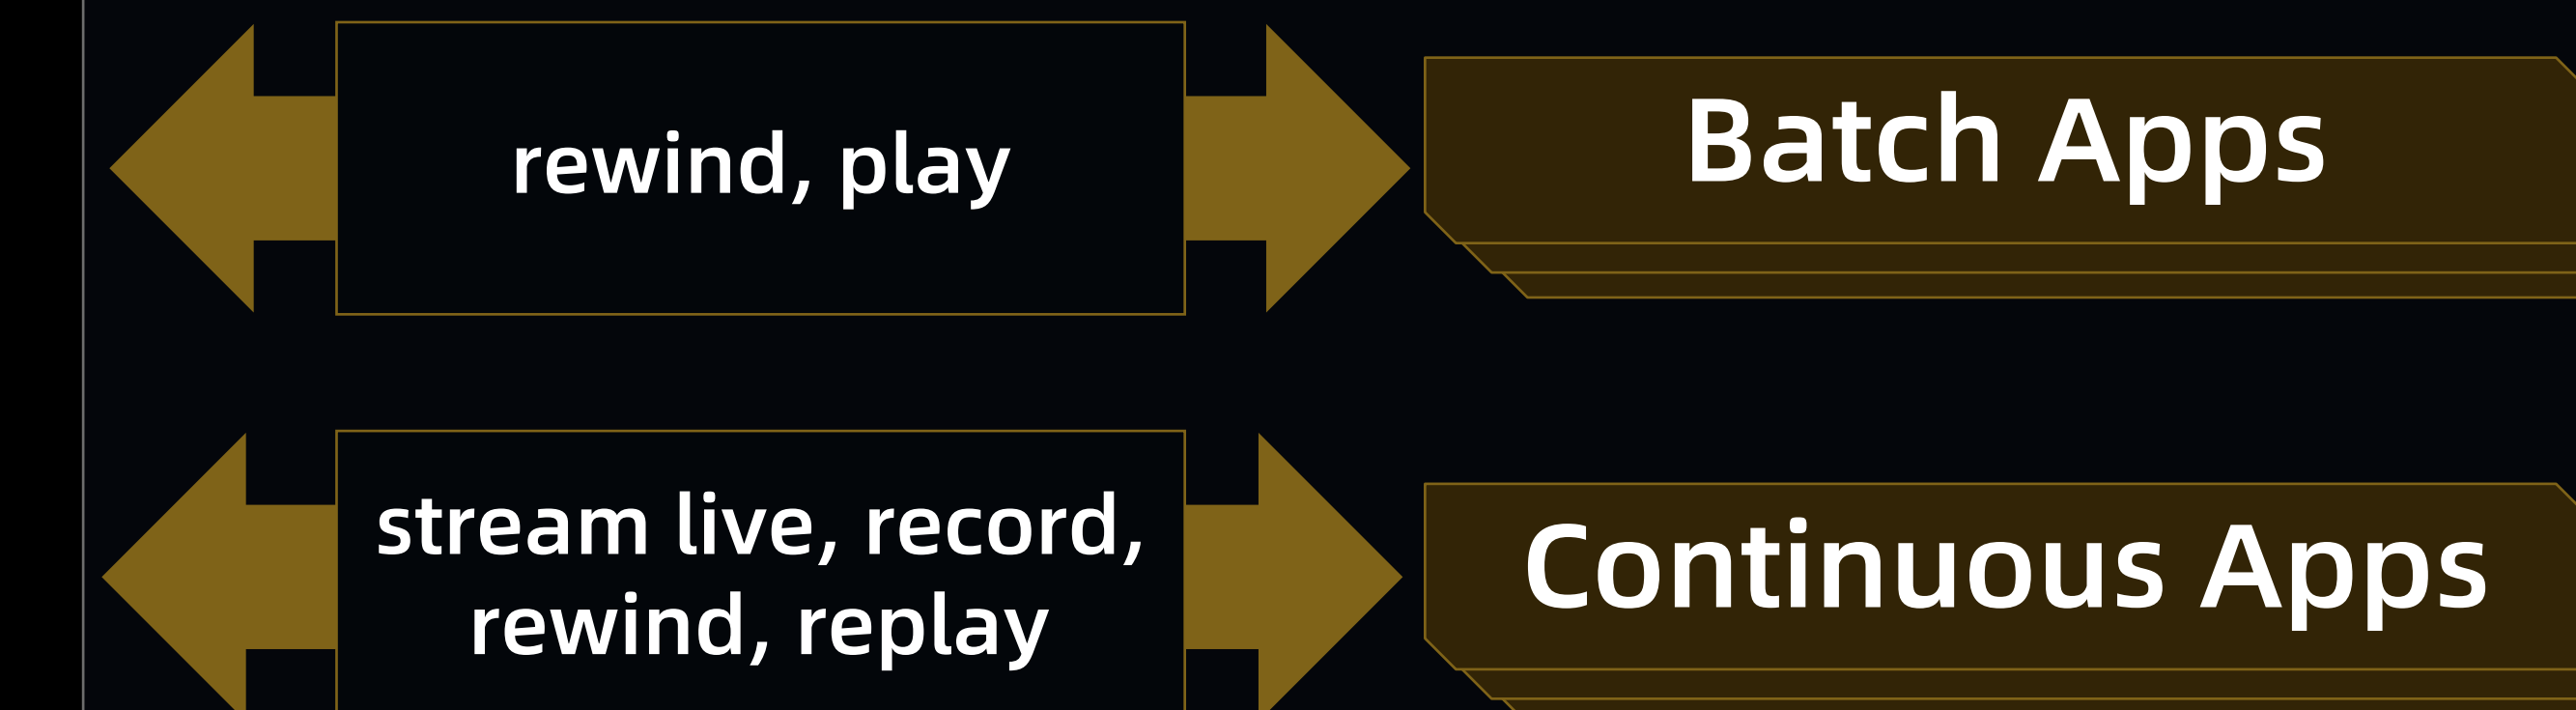 rewind, play
Batch Apps
stream live, record,
rewind, replay
Continuous Apps